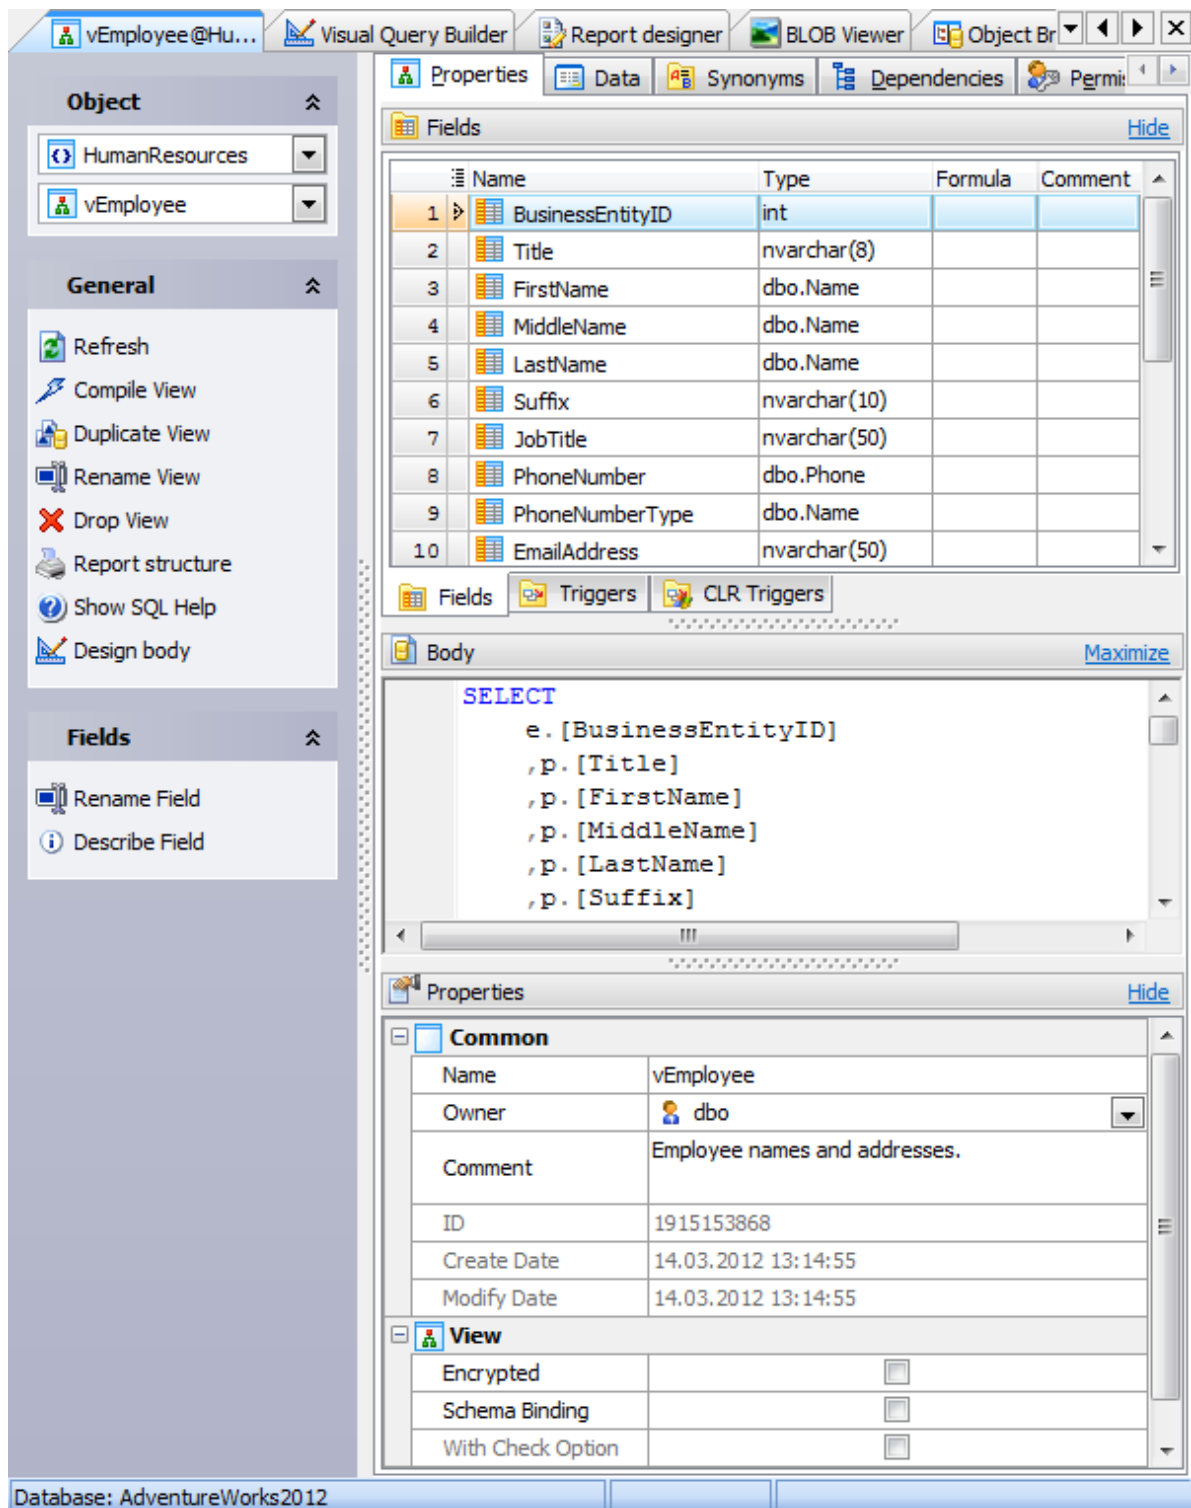 vEmployee@Hu... Visual Query Builder Report designer BLOB Viewer Object Br
Object
HumanResources
vEmployee
General
Refresh
Compile View
Duplicate View
Rename View
Drop View
Report structure
Show SQL Help
Design body
Fields
Rename Field
Describe Field
Properties Data Synonyms Dependencies Permi
Fields Hide
Name Type Formula Comment
1 BusinessEntityID int
2 Title nvarchar(8)
3 FirstName dbo.Name
4 MiddleName dbo.Name
5 LastName dbo.Name
6 Suffix nvarchar(10)
7 JobTitle nvarchar(50)
8 PhoneNumber dbo.Phone
9 PhoneNumberType dbo.Name
10 EmailAddress nvarchar(50)
Fields Triggers CLR Triggers
Body Maximize
SELECT
e.[BusinessEntityID]
,p.[Title]
,p.[FirstName]
,p.[MiddleName]
,p.[LastName]
,p.[Suffix]
Properties Hide
Common
Name vEmployee
Owner dbo
Comment Employee names and addresses.
ID 1915153868
Create Date 14.03.2012 13:14:55
Modify Date 14.03.2012 13:14:55
View
Encrypted
Schema Binding
With Check Option
Database: AdventureWorks2012